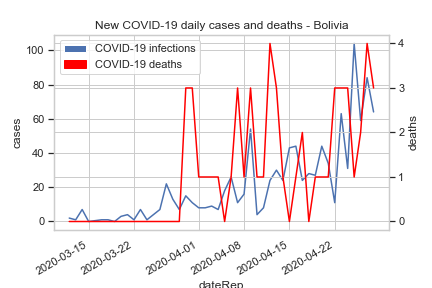 New COVID-19 daily cases and deaths - Bolivia
COVID-19 infections
COVID-19 deaths
100
80
60
40
20
0
cases
4
3
2
1
0
deaths
2020-03-15
2020-03-22
2020-04-01
2020-04-08
2020-04-15
2020-04-22
dateRep